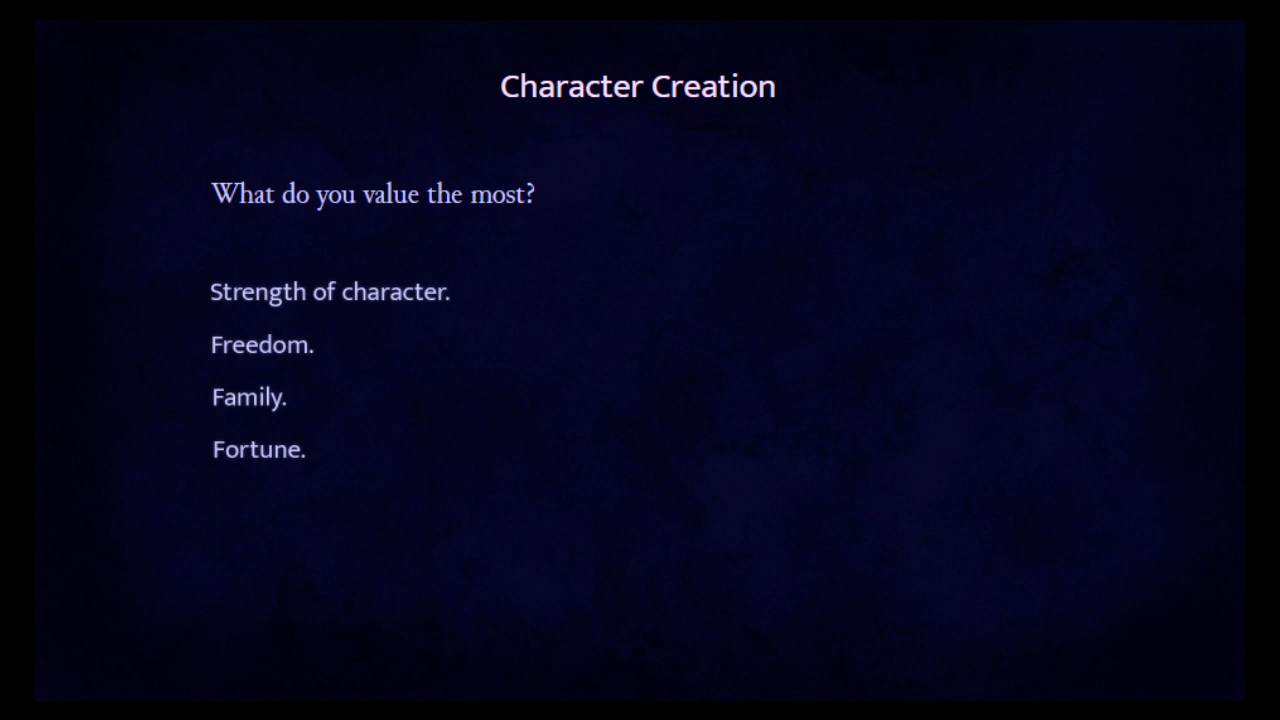 Character Creation
What do you value the most?
Strength of character.
Freedom.
Family.
Fortune.